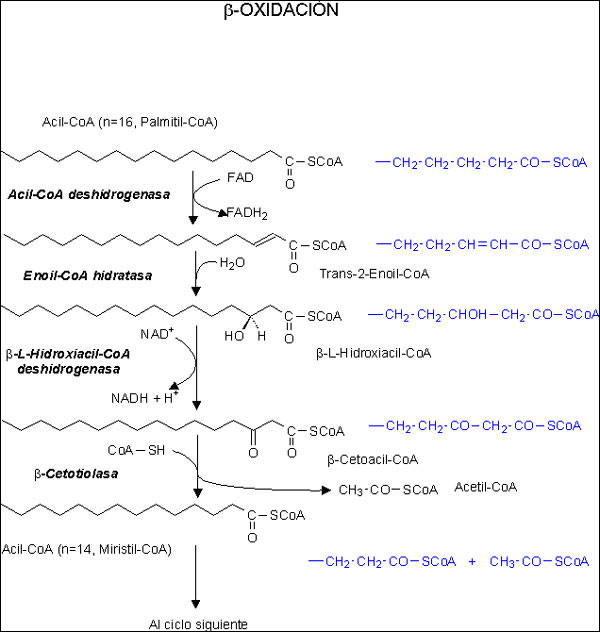 β-OXIDACIÓN
Acil-CoA (n=16, Palmitil-CoA)
C—SCoA
O
—CH2-CH2-CH2-CH2-CO—SCoA
FAD
Acil-CoA deshidrogenasa
FADH2
C—SCoA
O
—CH2-CH2-CH=CH-CO—SCoA
Enoil-CoA hidratasa
H2O
Trans-2-Enoil-CoA
C—SCoA
HO H O
—CH2-CH2-CHOH—CH2-CO—SCoA
NAD+
β-L-Hidroxiacil-CoA
β-L-Hidroxiacil-CoA
deshidrogenasa
NADH + H+
C—SCoA
O O
—CH2-CH2-CO—CH2-CO—SCoA
CoA—SH
β-Cetoacil-CoA
β-Cetotiolasa
CH3-CO—SCoA
Acetil-CoA
C—SCoA
O
Acil-CoA (n=14, Miristil-CoA)
—CH2-CH2-CO—SCoA + CH3-CO—SCoA
Al ciclo siguiente